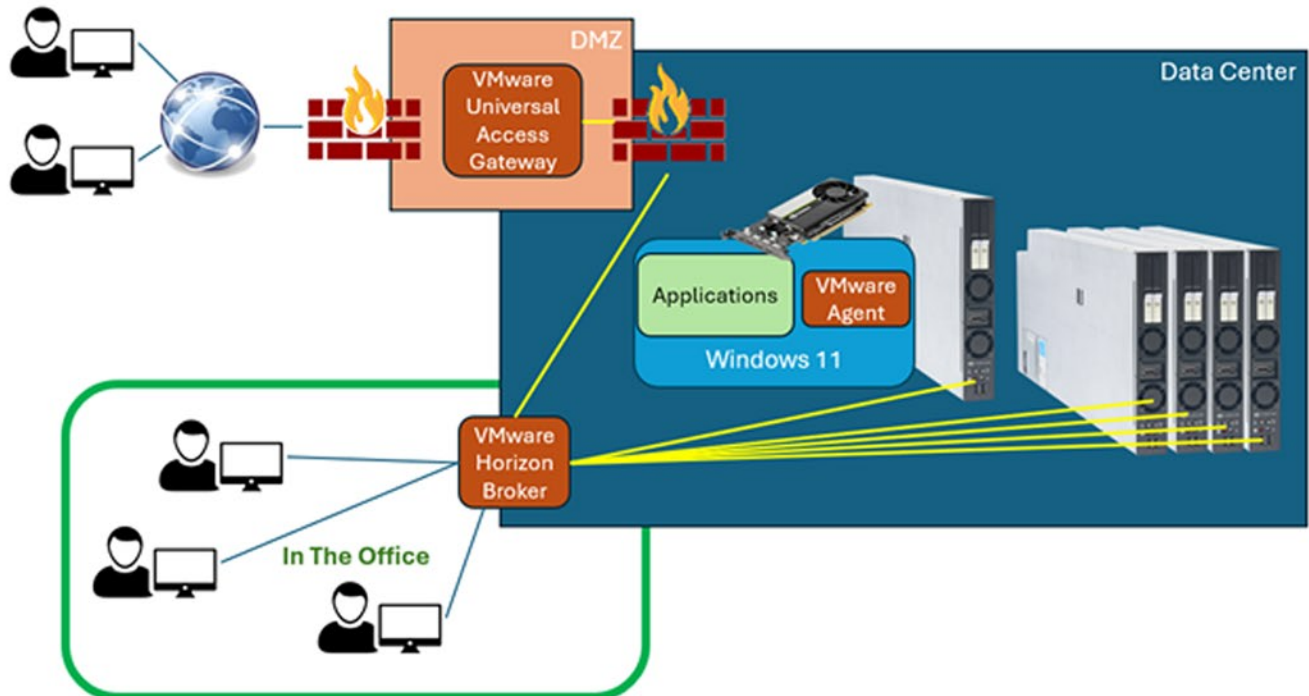 DMZ
VMware
Universal
Access
Gateway
Data Center
Applications
VMware
Agent
Windows 11
VMware
Horizon
Broker
In The Office